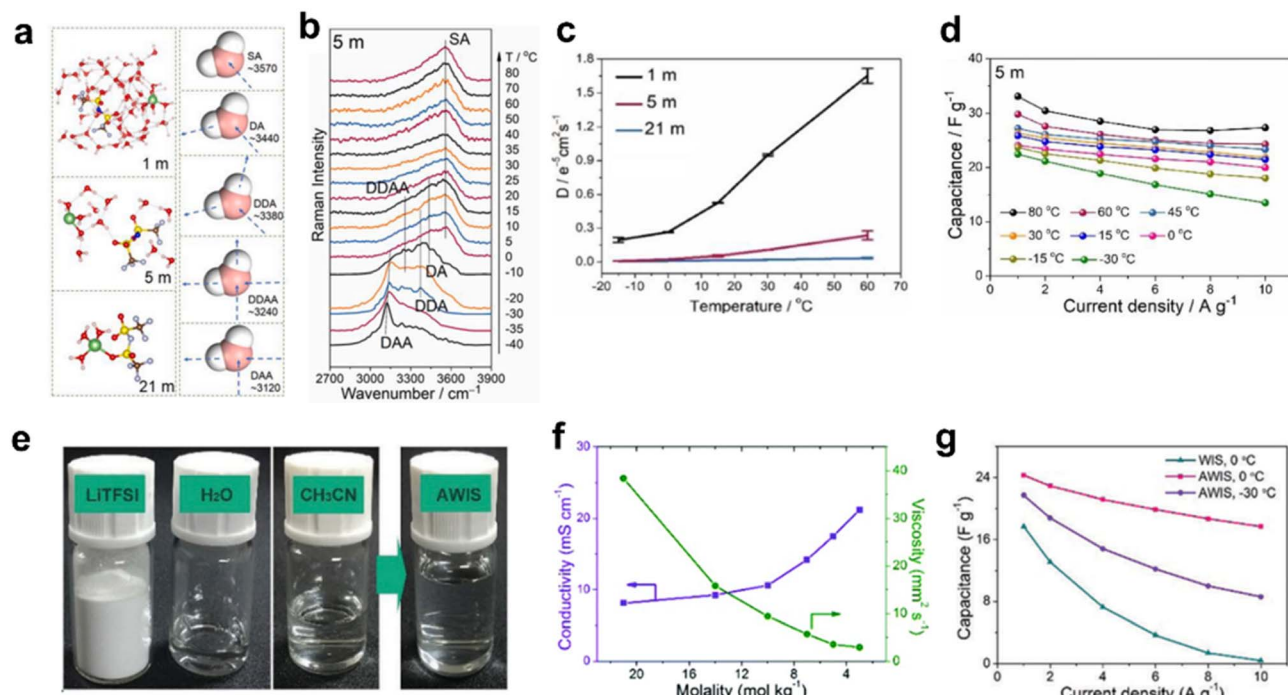 a
SA
~3570
DA
~3440
1 m
DDA
~3380
5 m
DDAA
~3240
21 m
DAA
~3120
b
5 m
SA
T / °C
80
70
60
50
40
35
30
25
20
15
10
5
0
-10
-20
-30
-35
-40
DDAA
DA
DDA
DAA
Raman Intensity
2700 3000 3300 3600 3900
Wavenumber / cm⁻¹
c
1 m
5 m
21 m
D / e⁻⁵ cm² s⁻¹
1.8
1.5
1.2
0.9
0.6
0.3
0.0
-20 -10 0 10 20 30 40 50 60 70
Temperature / °C
d
5 m
Capacitance / F g⁻¹
40
30
20
10
0
80 °C 60 °C 45 °C
30 °C 15 °C 0 °C
-15 °C -30 °C
0 2 4 6 8 10
Current density / A g⁻¹
e
LiTFSI
H₂O
CH₃CN
AWIS
f
Conductivity (mS cm⁻¹)
30
20
10
0
Viscosity (mm² s⁻¹)
40
30
20
10
0
20 16 12 8 4
Molality (mol kg⁻¹)
g
WIS, 0 °C
AWIS, 0 °C
AWIS, -30 °C
Capacitance (F g⁻¹)
24
16
8
0
0 2 4 6 8 10
Current density (A g⁻¹)